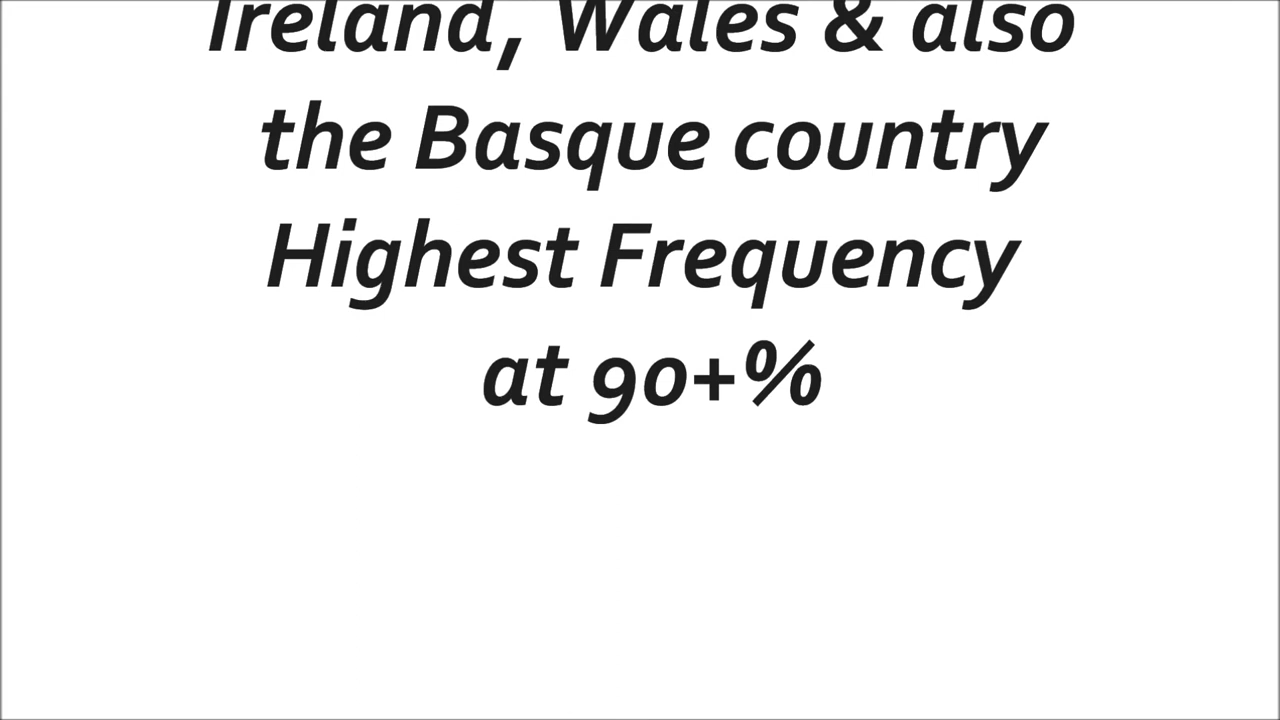 Ireland, Wales & also
the Basque country
Highest Frequency
at 90+%